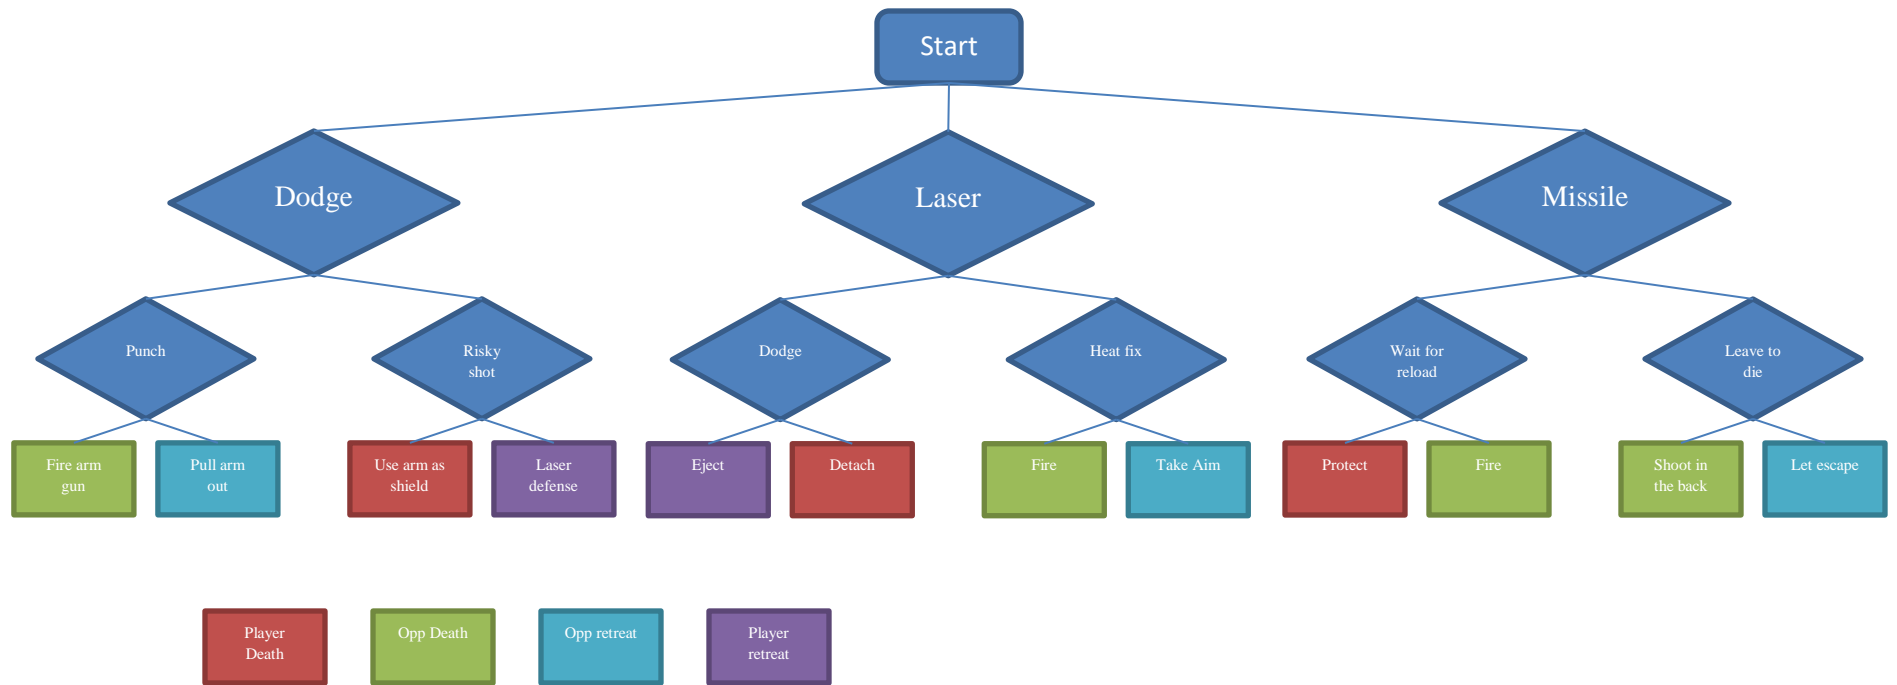 Start
Dodge
Laser
Missile
Punch
Risky
shot
Dodge
Heat fix
Wait for
reload
Leave to
die
Fire arm
gun
Pull arm
out
Use arm as
shield
Laser
defense
Eject
Detach
Fire
Take Aim
Protect
Fire
Shoot in
the back
Let escape
Player
Death
Opp Death
Opp retreat
Player
retreat